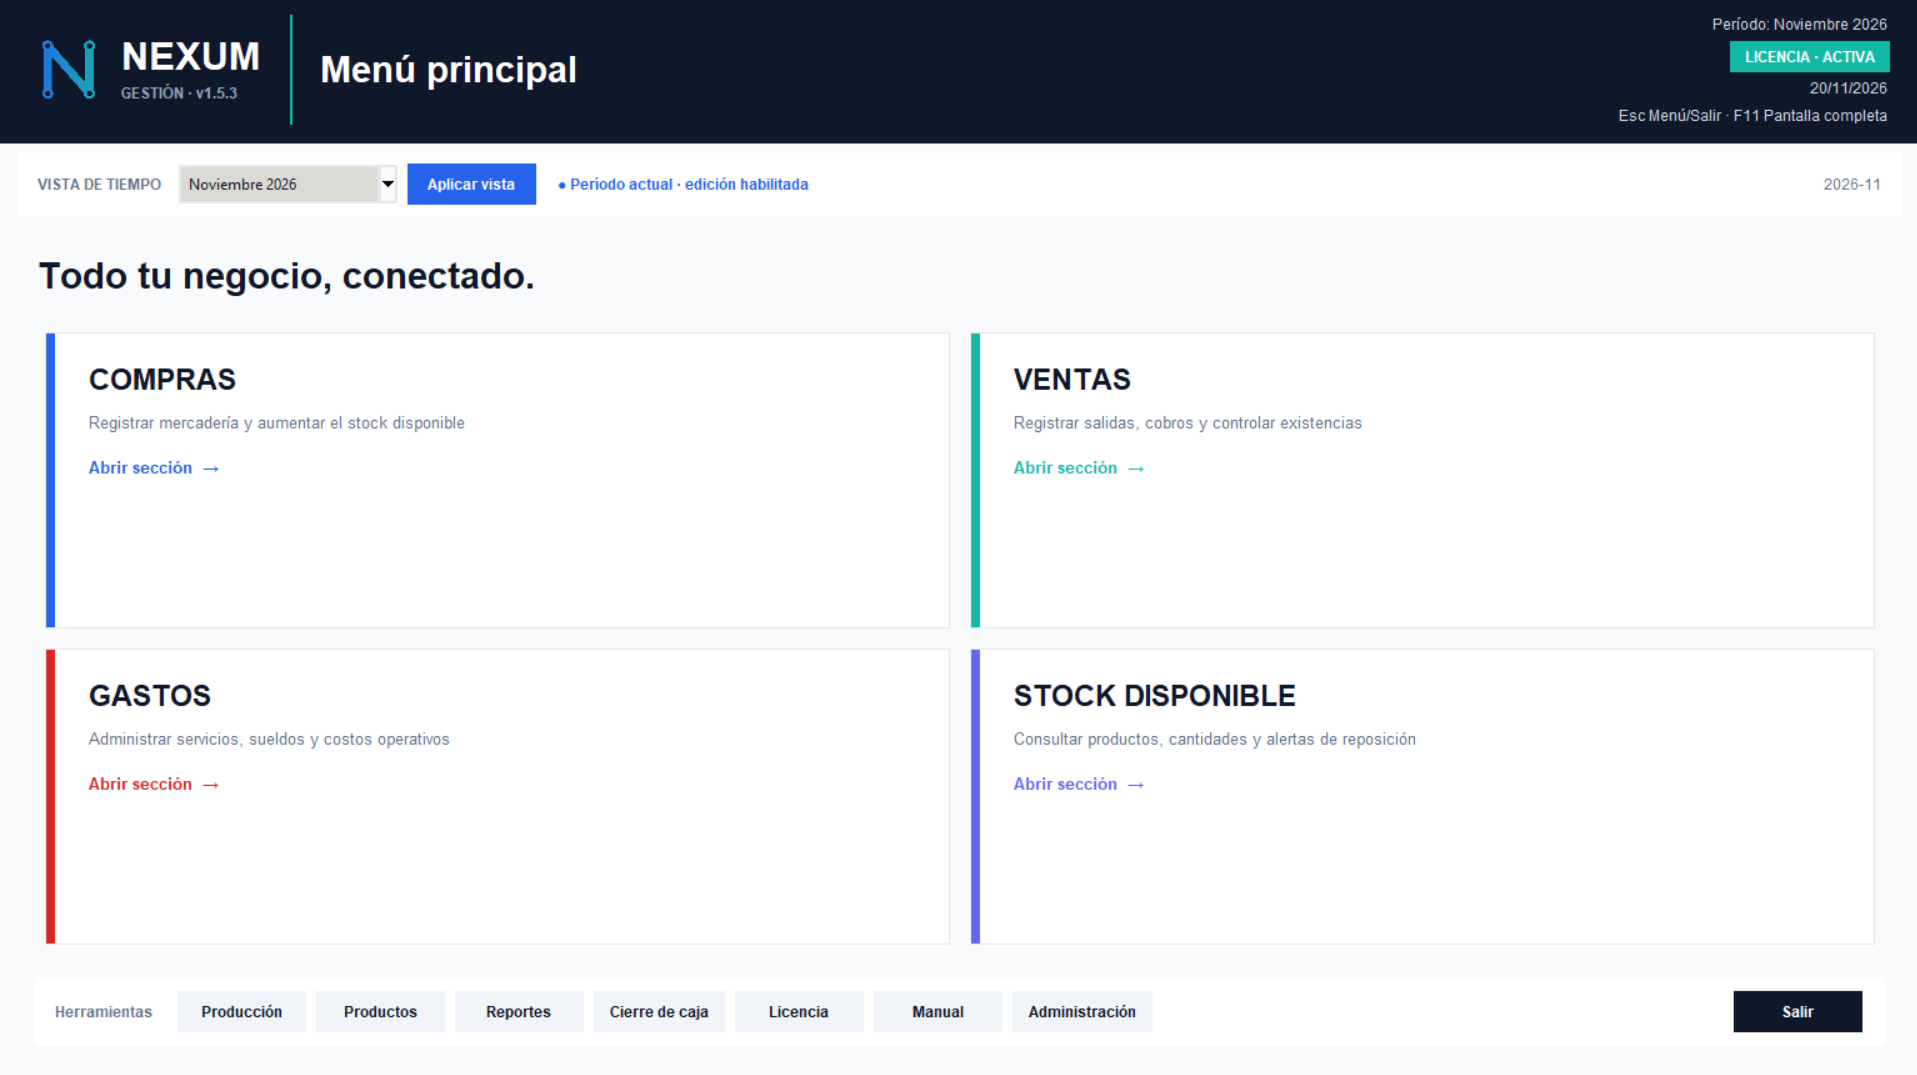 NEXUM
GESTIÓN · v1.5.3
Menú principal
Período: Noviembre 2026
LICENCIA · ACTIVA
20/11/2026
Esc Menú/Salir · F11 Pantalla completa
VISTA DE TIEMPO
Noviembre 2026
Aplicar vista
● Período actual · edición habilitada
2026-11
Todo tu negocio, conectado.
COMPRAS
Registrar mercadería y aumentar el stock disponible
Abrir sección →
VENTAS
Registrar salidas, cobros y controlar existencias
Abrir sección →
GASTOS
Administrar servicios, sueldos y costos operativos
Abrir sección →
STOCK DISPONIBLE
Consultar productos, cantidades y alertas de reposición
Abrir sección →
Herramientas
Producción
Productos
Reportes
Cierre de caja
Licencia
Manual
Administración
Salir